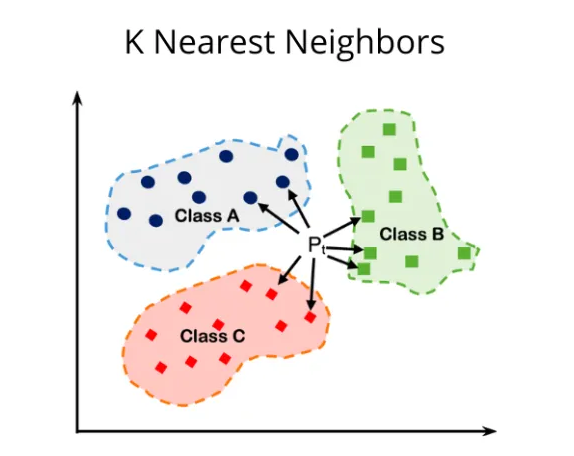 K Nearest Neighbors
Class A
Class B
Pt
Class C